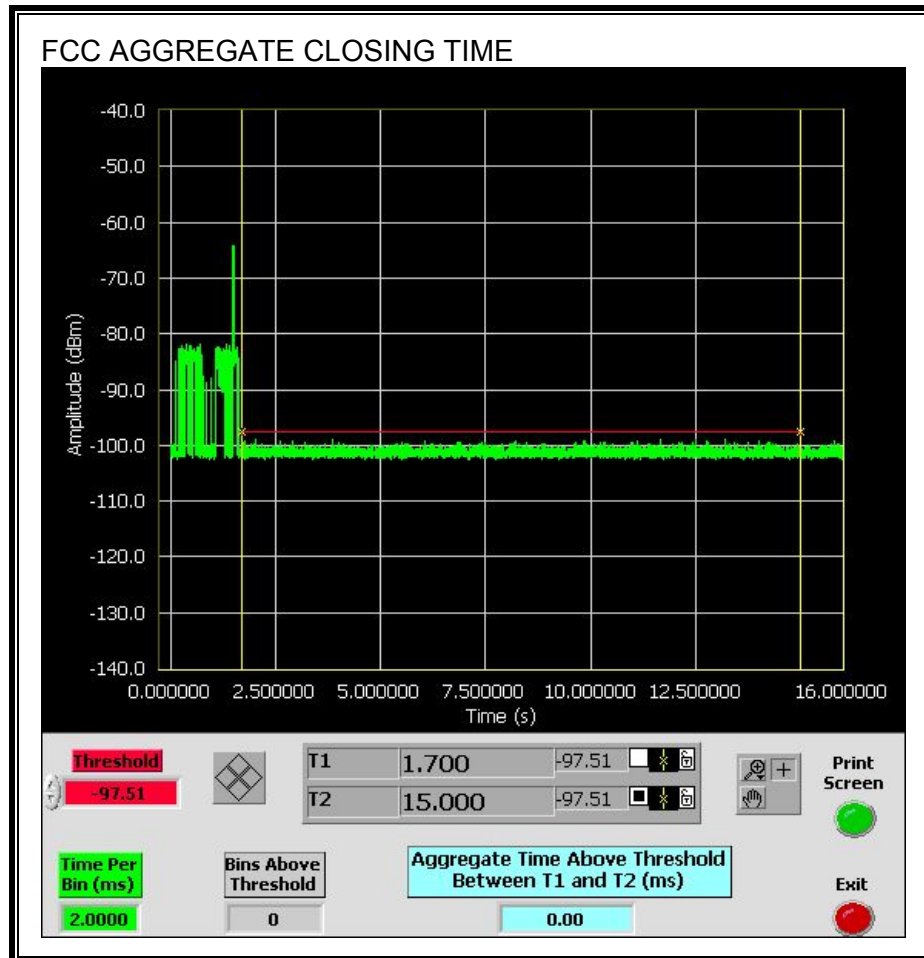 FCC AGGREGATE CLOSING TIME
-40.0
-50.0
-60.0
-70.0
-80.0
-90.0
-100.0
-110.0
-120.0
-130.0
-140.0
Amplitude (dBm)
0.000000 2.500000 5.000000 7.500000 10.000000 12.500000 16.000000
Time (s)
Threshold
-97.51
T1 1.700 -97.51
T2 15.000 -97.51
Print
Screen
Time Per
Bin (ms)
2.0000
Bins Above
Threshold
0
Aggregate Time Above Threshold
Between T1 and T2 (ms)
0.00
Exit